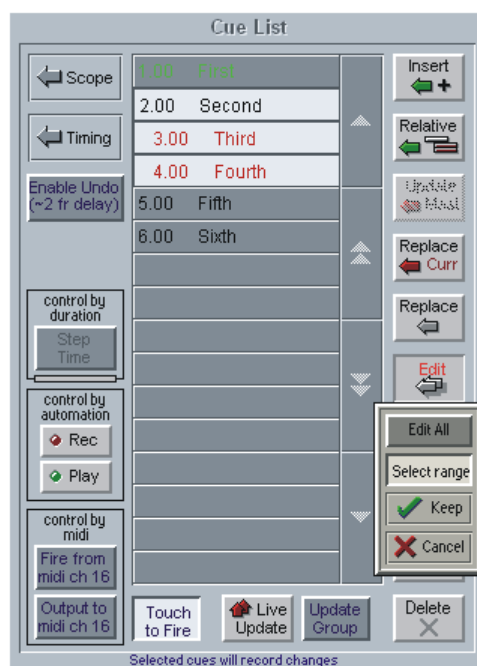 Cue List
Scope
Timing
Enable Undo
(~2 fr delay)
control by
duration
Step
Time
control by
automation
Rec
Play
control by
midi
Fire from
midi ch 16
Output to
midi ch 16
1.00 First
2.00 Second
3.00 Third
4.00 Fourth
5.00 Fifth
6.00 Sixth
Touch
to Fire
Live
Update
Update
Group
Insert
+
Relative
Update
Mast
Replace
Curr
Replace
Edit
Edit All
Select range
Keep
Cancel
Delete
Selected cues will record changes